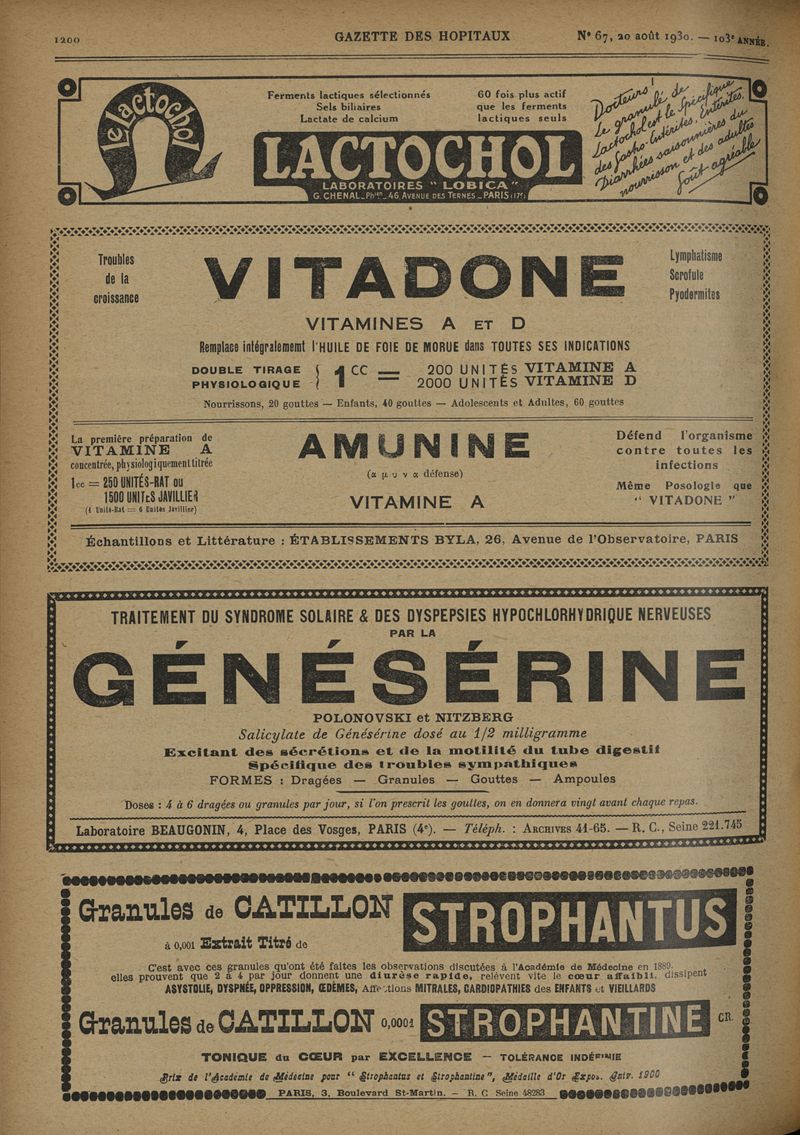 1200
GAZETTE DES HOPITAUX
N° 67, 20 août 1930. — 103e ANNÉE.
le lactochol
Ferments lactiques sélectionnés
Sels biliaires
Lactate de calcium
60 fois plus actif
que les ferments
lactiques seuls
LACTOCHOL
LABORATOIRES " LOBICA "
G. CHENAL_Phien_46 AVENUE DES TERNES_PARIS (17e)
Docteurs !
Le granulé de
Lactochol est le Spécifique
des Gastro-Entérites, Entérites,
Diarrhées saisonnières du
nourrisson et des adultes
Goût agréable
Troubles
de la
croissance
VITADONE
Lymphatisme
Scrofule
Pyodermites
VITAMINES A ET D
Remplace intégralememt l'HUILE DE FOIE DE MORUE dans TOUTES SES INDICATIONS
DOUBLE TIRAGE
PHYSIOLOGIQUE
1 CC = 200 UNITÉS VITAMINE A
2000 UNITÉS VITAMINE D
Nourrissons, 20 gouttes — Enfants, 40 gouttes — Adolescents et Adultes, 60 gouttes
La première préparation de
VITAMINE A
concentrée, physiologiquement titrée
1cc = 250 UNITÉS-RAT ou
1500 UNITÉS JAVILLIER
(1 Unité-Rat = 6 Unités Javillier)
AMUNINE
(α μ υ ν α défense)
VITAMINE A
Défend l'organisme
contre toutes les
infections
Même Posologie que
" VITADONE "
Échantillons et Littérature : ÉTABLISSEMENTS BYLA, 26, Avenue de l'Observatoire, PARIS
TRAITEMENT DU SYNDROME SOLAIRE & DES DYSPEPSIES HYPOCHLORHYDRIQUE NERVEUSES
PAR LA
GÉNÉSÉRINE
POLONOVSKI et NITZBERG
Salicylate de Génésérine dosé au 1/2 milligramme
Excitant des sécrétions et de la motilité du tube digestif
Spécifique des troubles sympathiques
FORMES : Dragées — Granules — Gouttes — Ampoules
Doses : 4 à 6 dragées ou granules par jour, si l'on prescrit les gouttes, on en donnera vingt avant chaque repas.
Laboratoire BEAUGONIN, 4, Place des Vosges, PARIS (4e). — Téléph. : ARCHIVES 41-65. — R. C., Seine 221.745
Granules de CATILLON
à 0,001 Extrait Titré de
STROPHANTUS
C'est avec ces granules qu'ont été faites les observations discutées à l'Académie de Médecine en 1889,
elles prouvent que 2 à 4 par jour donnent une diurèse rapide, relèvent vite le cœur affaibli, dissipent
ASYSTOLIE, DYSPNÉE, OPPRESSION, ŒDÈMES, Affections MITRALES, CARDIOPATHIES des ENFANTS et VIEILLARDS
Granules de CATILLON 0,0001 STROPHANTINE CR.
TONIQUE du CŒUR par EXCELLENCE — TOLÉRANCE INDÉFINIE
Prix de l'Académie de Médecine pour " Strophantus et Strophantine ", Médaille d'Or Expos. Univ. 1900
PARIS, 3, Boulevard St-Martin. — R. C Seine 48283